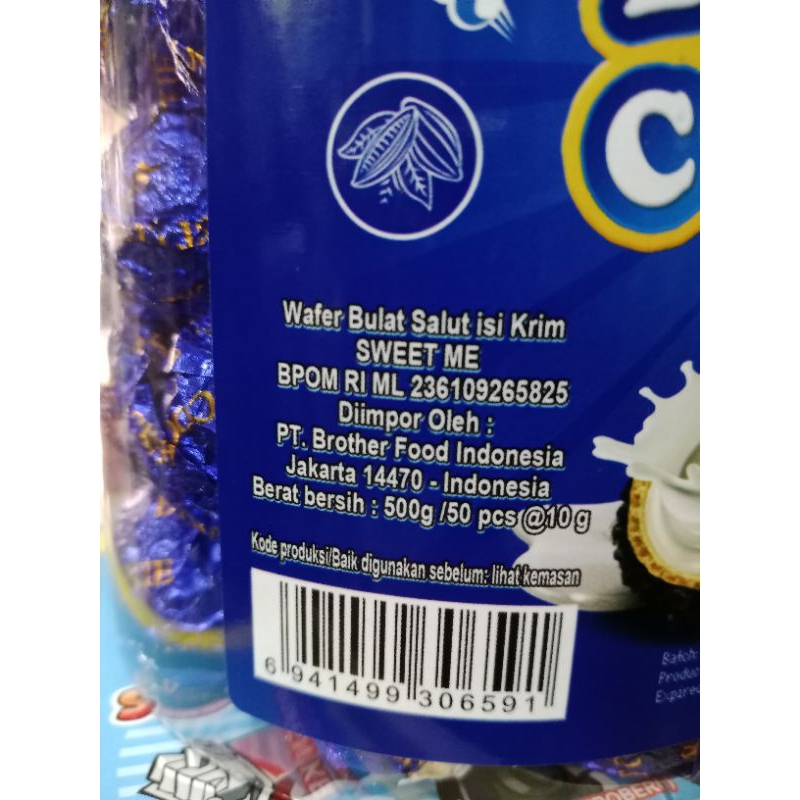 C
Wafer Bulat Salut isi Krim
SWEET ME
BPOM RI ML 236109265825
Diimpor Oleh :
PT. Brother Food Indonesia
Jakarta 14470 - Indonesia
Berat bersih : 500g /50 pcs @10 g
Kode produksi/Baik digunakan sebelum: lihat kemasan
6 941499 306591
Batch: